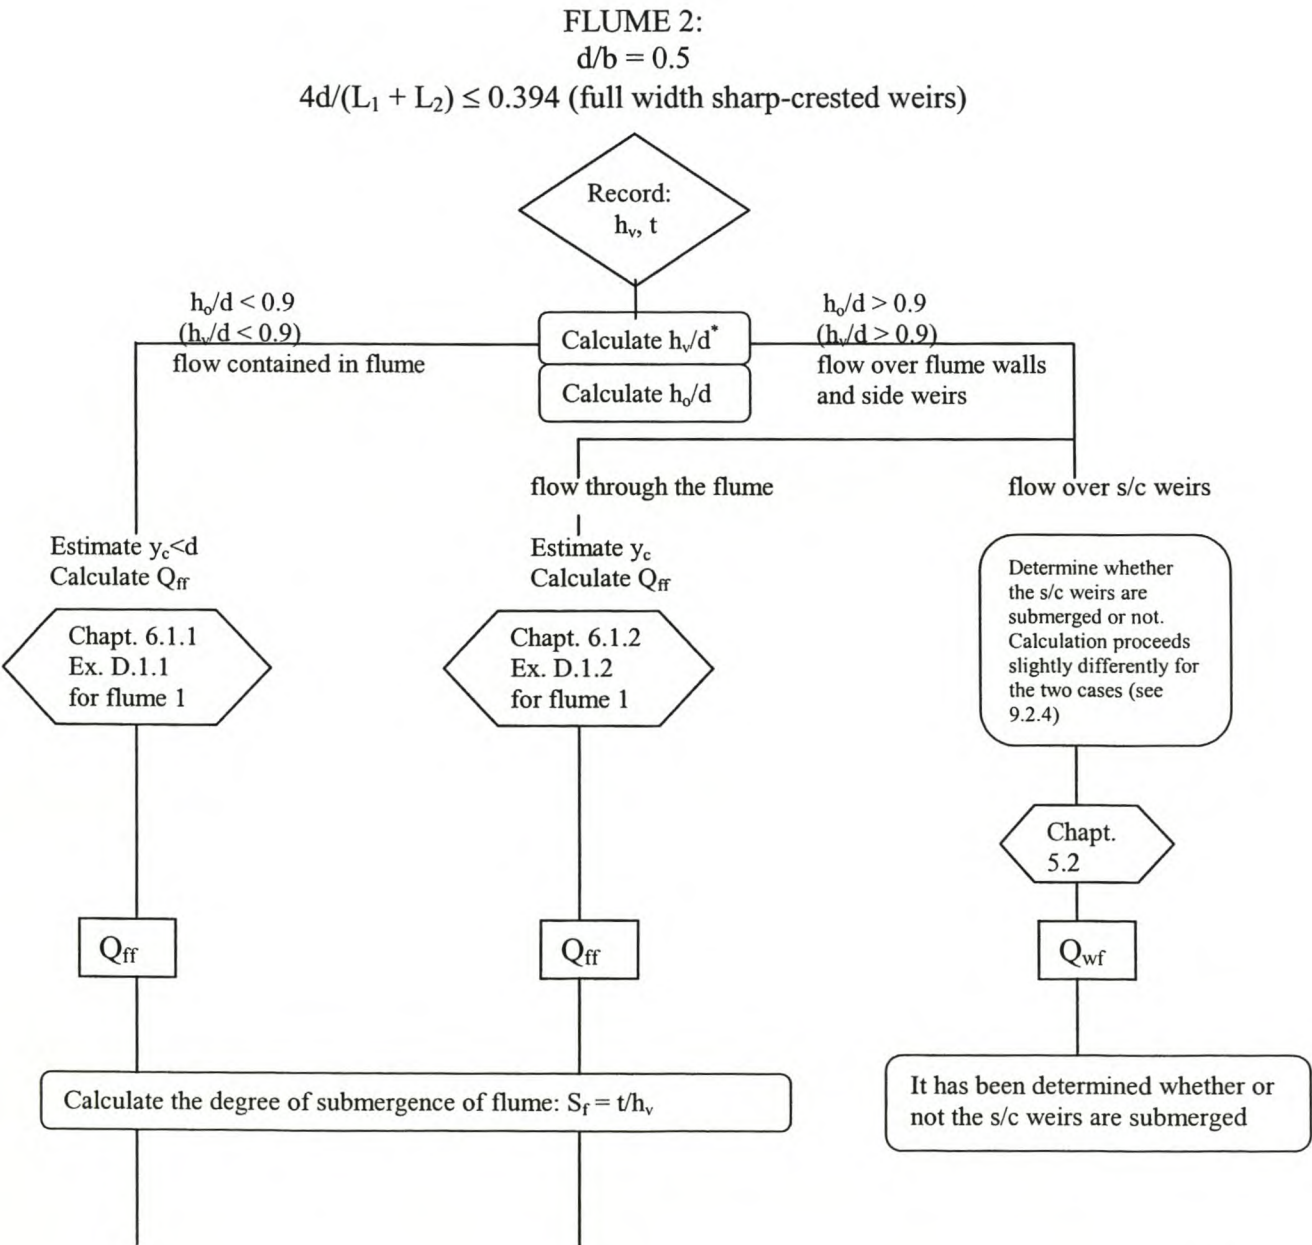 FLUME 2:
d/b = 0.5
4d/(L₁ + L₂) ≤ 0.394 (full width sharp-crested weirs)
Record:
hᵥ, t
hₒ/d < 0.9
(hᵥ/d < 0.9)
flow contained in flume
Calculate hᵥ/d*
Calculate hₒ/d
hₒ/d > 0.9
(hᵥ/d > 0.9)
flow over flume walls
and side weirs
flow through the flume
flow over s/c weirs
Estimate y_c<d
Calculate Q_ff
Estimate y_c
Calculate Q_ff
Determine whether
the s/c weirs are
submerged or not.
Calculation proceeds
slightly differently for
the two cases (see
9.2.4)
Chapt. 6.1.1
Ex. D.1.1
for flume 1
Chapt. 6.1.2
Ex. D.1.2
for flume 1
Chapt.
5.2
Q_ff
Q_ff
Q_wf
Calculate the degree of submergence of flume: S_f = t/hᵥ
It has been determined whether or
not the s/c weirs are submerged